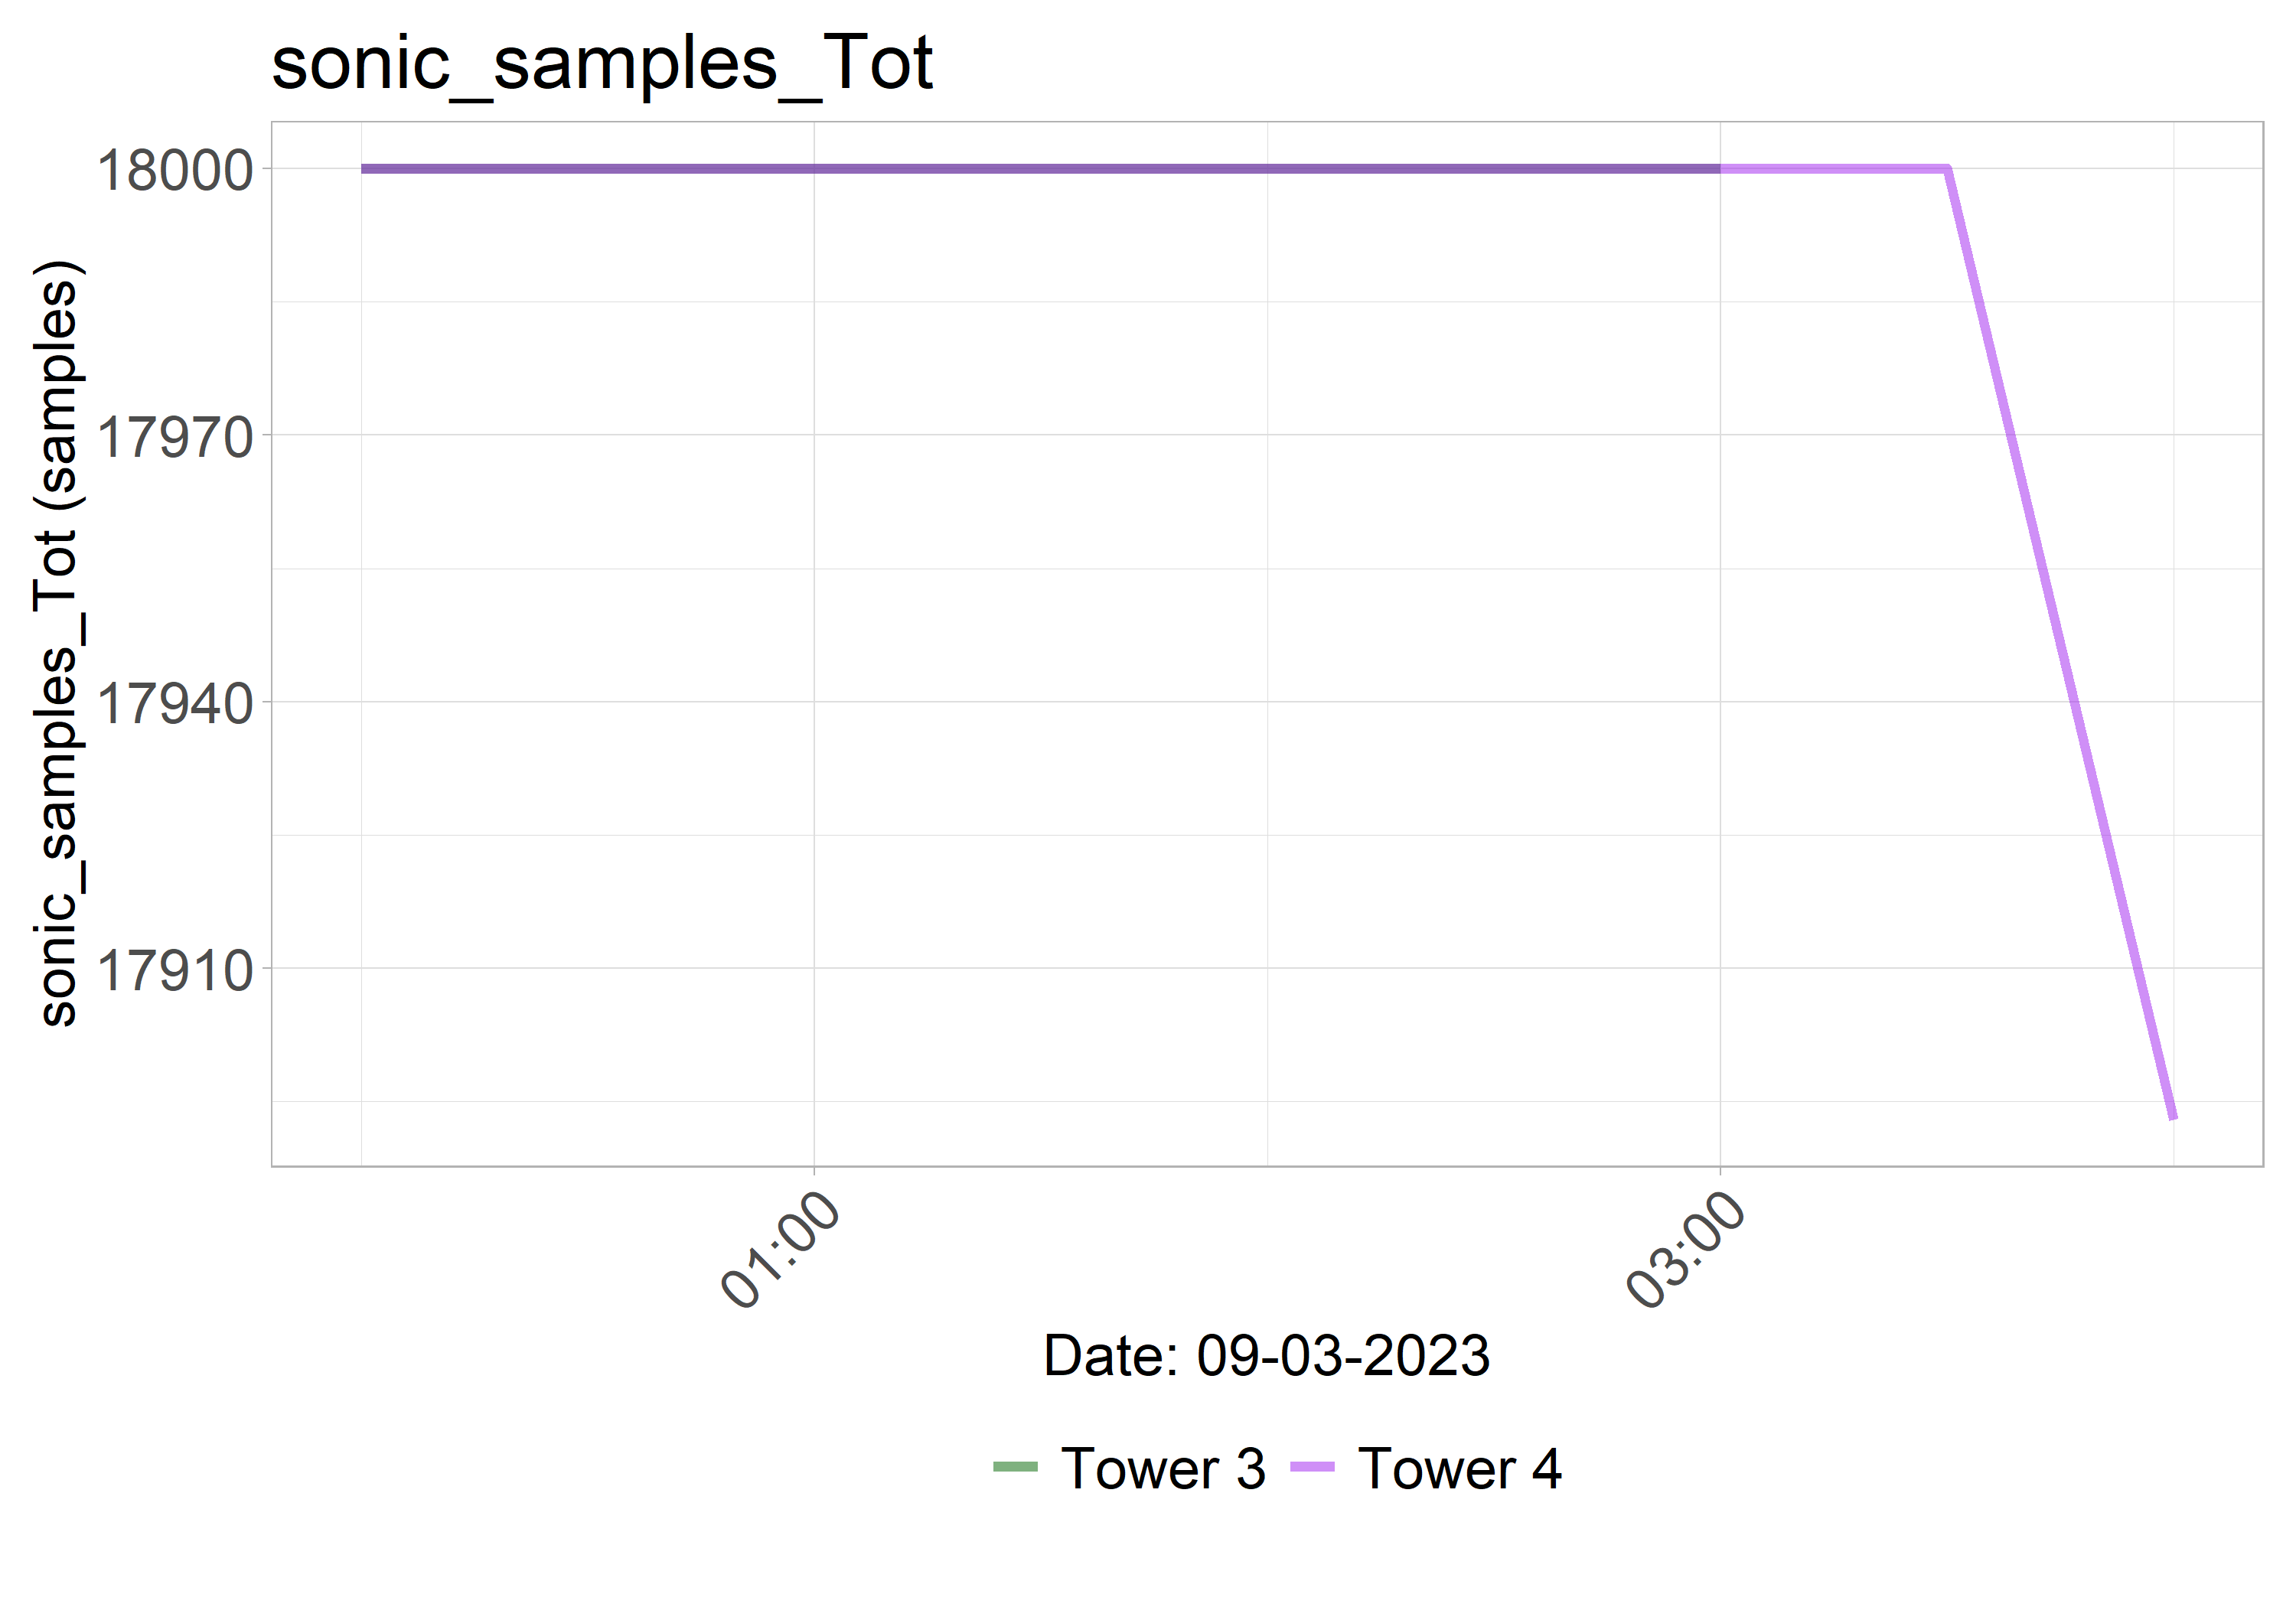 sonic_samples_Tot
sonic_samples_Tot (samples)
18000
17970
17940
17910
01:00
03:00
Date: 09-03-2023
Tower 3
Tower 4